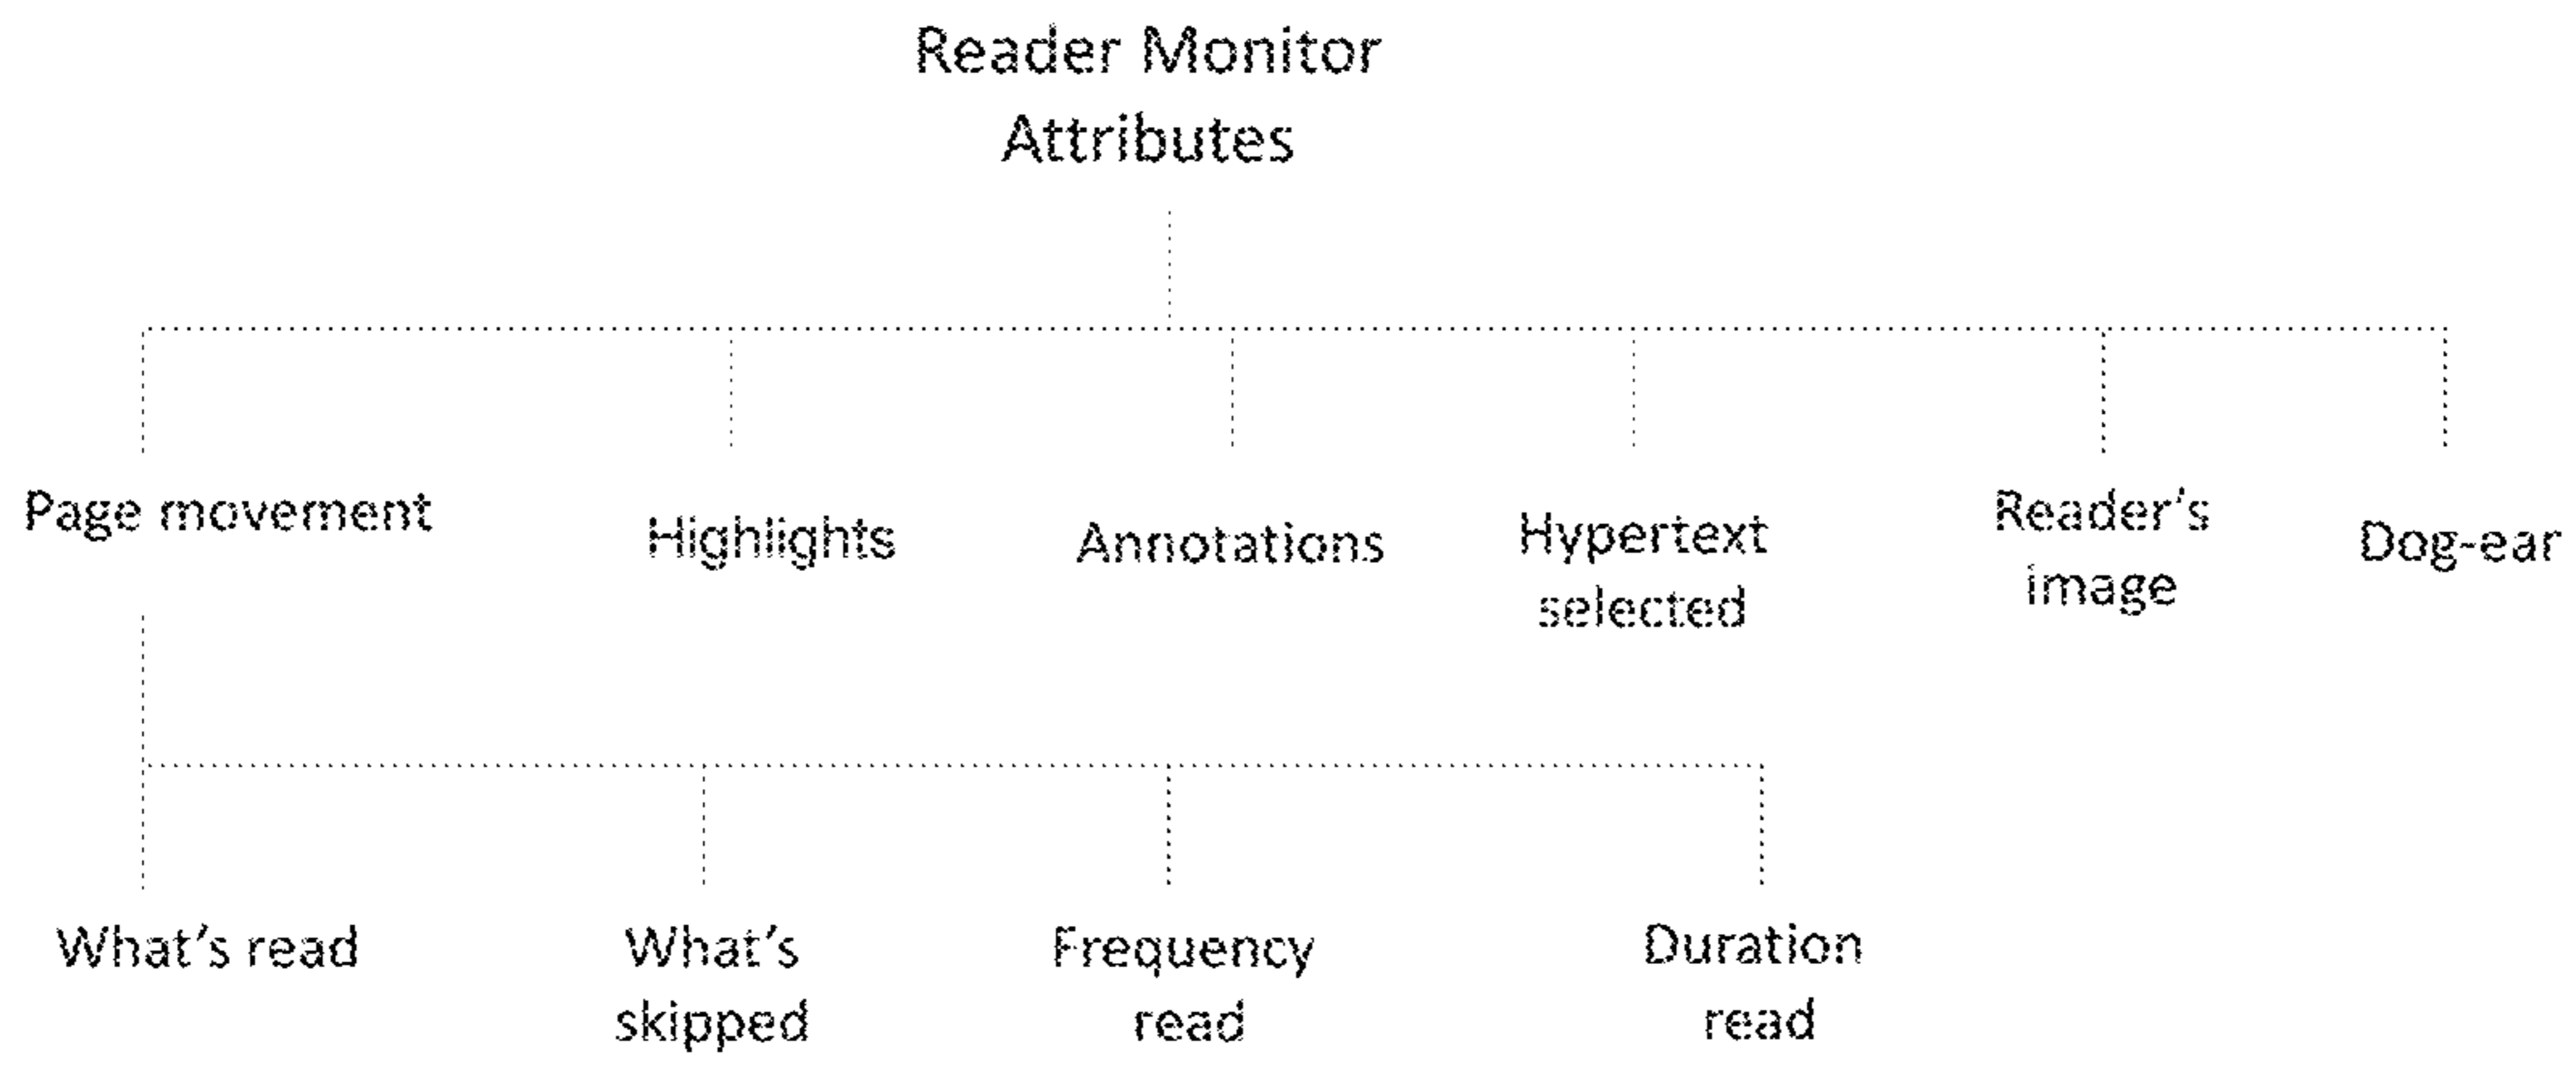 Reader Monitor
Attributes
Page movement
Highlights
Annotations
Hypertext
selected
Reader's
image
Dog-ear
What's read
What's
skipped
Frequency
read
Duration
read